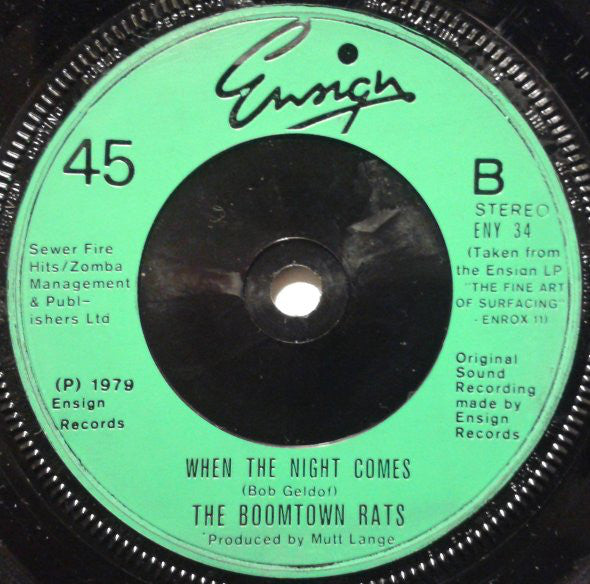 Ensign
45
B
STEREO
ENY 34
(Taken from
the Ensign LP
"THE FINE ART
OF SURFACING"
- ENROX 11)
Sewer Fire
Hits/Zomba
Management
& Publ-
ishers Ltd
(P) 1979
Ensign
Records
Original
Sound
Recording
made by
Ensign
Records
WHEN THE NIGHT COMES
(Bob Geldof)
THE BOOMTOWN RATS
Produced by Mutt Lange